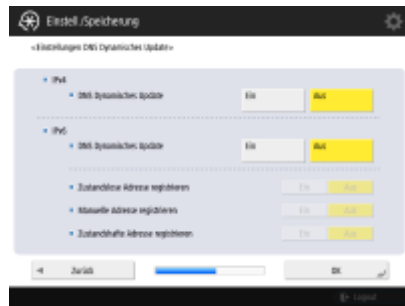 Einstell./Speicherung
<Einstellungen DNS Dynamisches Update>
IPv4
DNS Dynamisches Update Ein Aus
IPv6
DNS Dynamisches Update Ein Aus
Zustandslose Adresse registrieren Ein Aus
Manuelle Adresse registrieren Ein Aus
Zustandshafte Adresse registrieren Ein Aus
Zurück OK
Logout